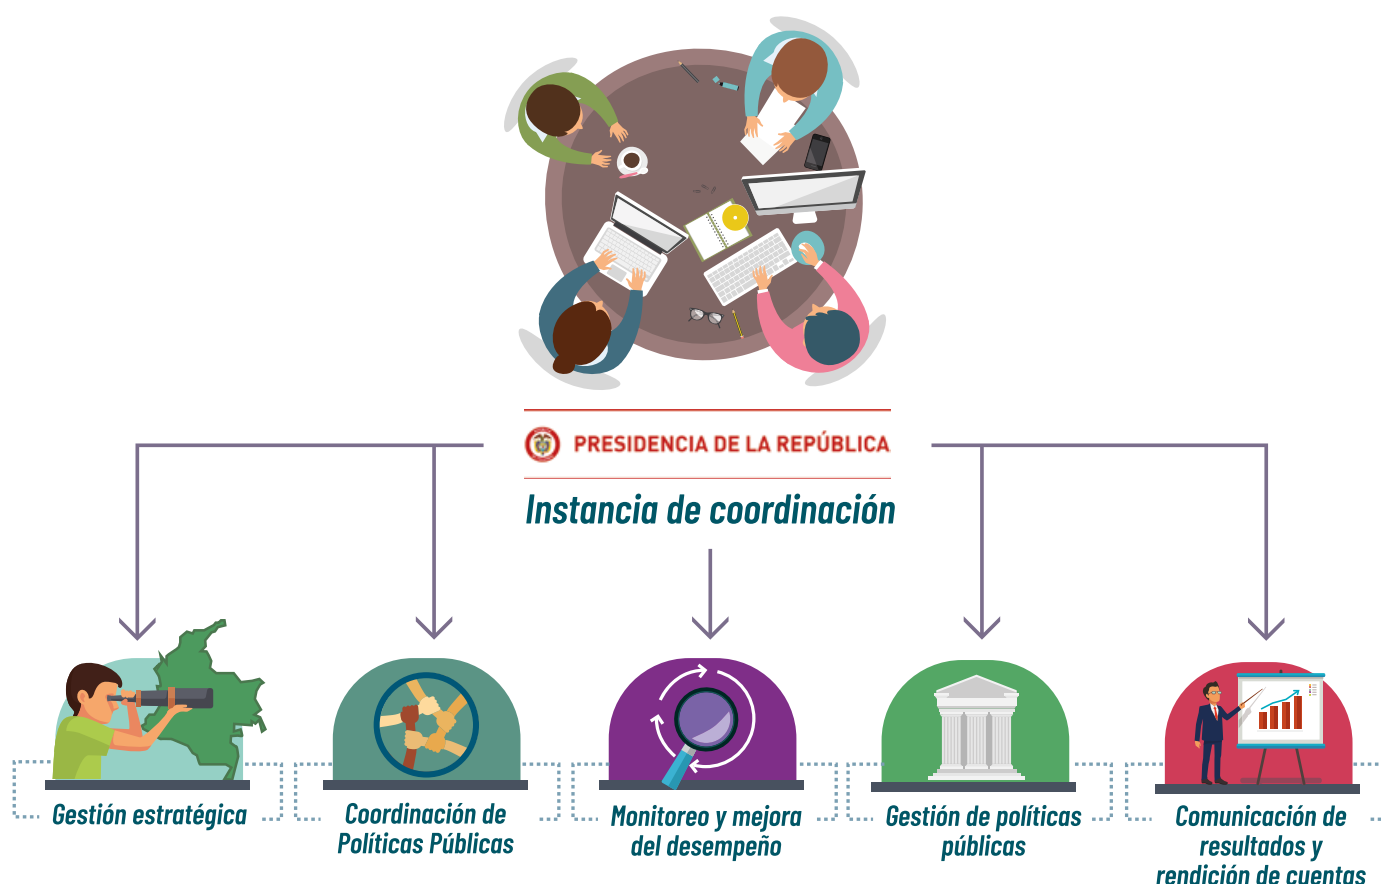 PRESIDENCIA DE LA REPÚBLICA
Instancia de coordinación
Gestión estratégica
Coordinación de
Políticas Públicas
Monitoreo y mejora
del desempeño
Gestión de políticas
públicas
Comunicación de
resultados y
rendición de cuentas